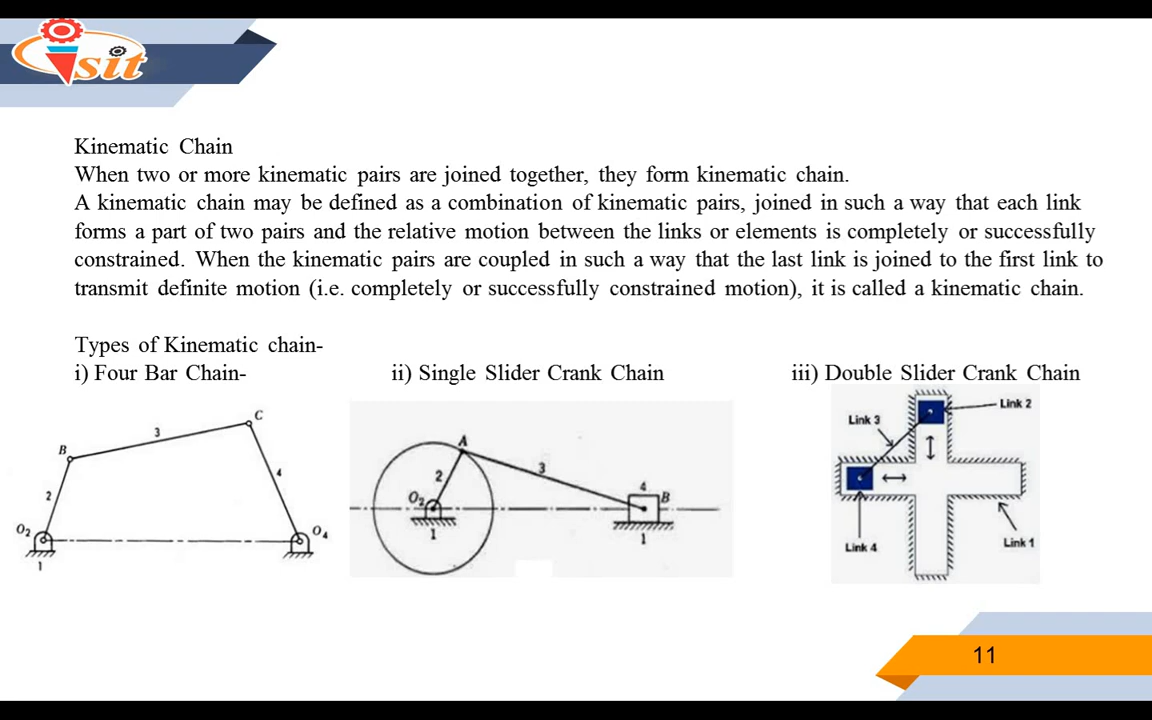 sit
Kinematic Chain
When two or more kinematic pairs are joined together, they form kinematic chain.
A kinematic chain may be defined as a combination of kinematic pairs, joined in such a way that each link
forms a part of two pairs and the relative motion between the links or elements is completely or successfully
constrained. When the kinematic pairs are coupled in such a way that the last link is joined to the first link to
transmit definite motion (i.e. completely or successfully constrained motion), it is called a kinematic chain.
Types of Kinematic chain-
i) Four Bar Chain-
ii) Single Slider Crank Chain
iii) Double Slider Crank Chain
B
3
C
2
4
O2
O4
1
A
2
3
O2
4
B
1
1
Link 2
Link 3
Link 4
Link 1
11